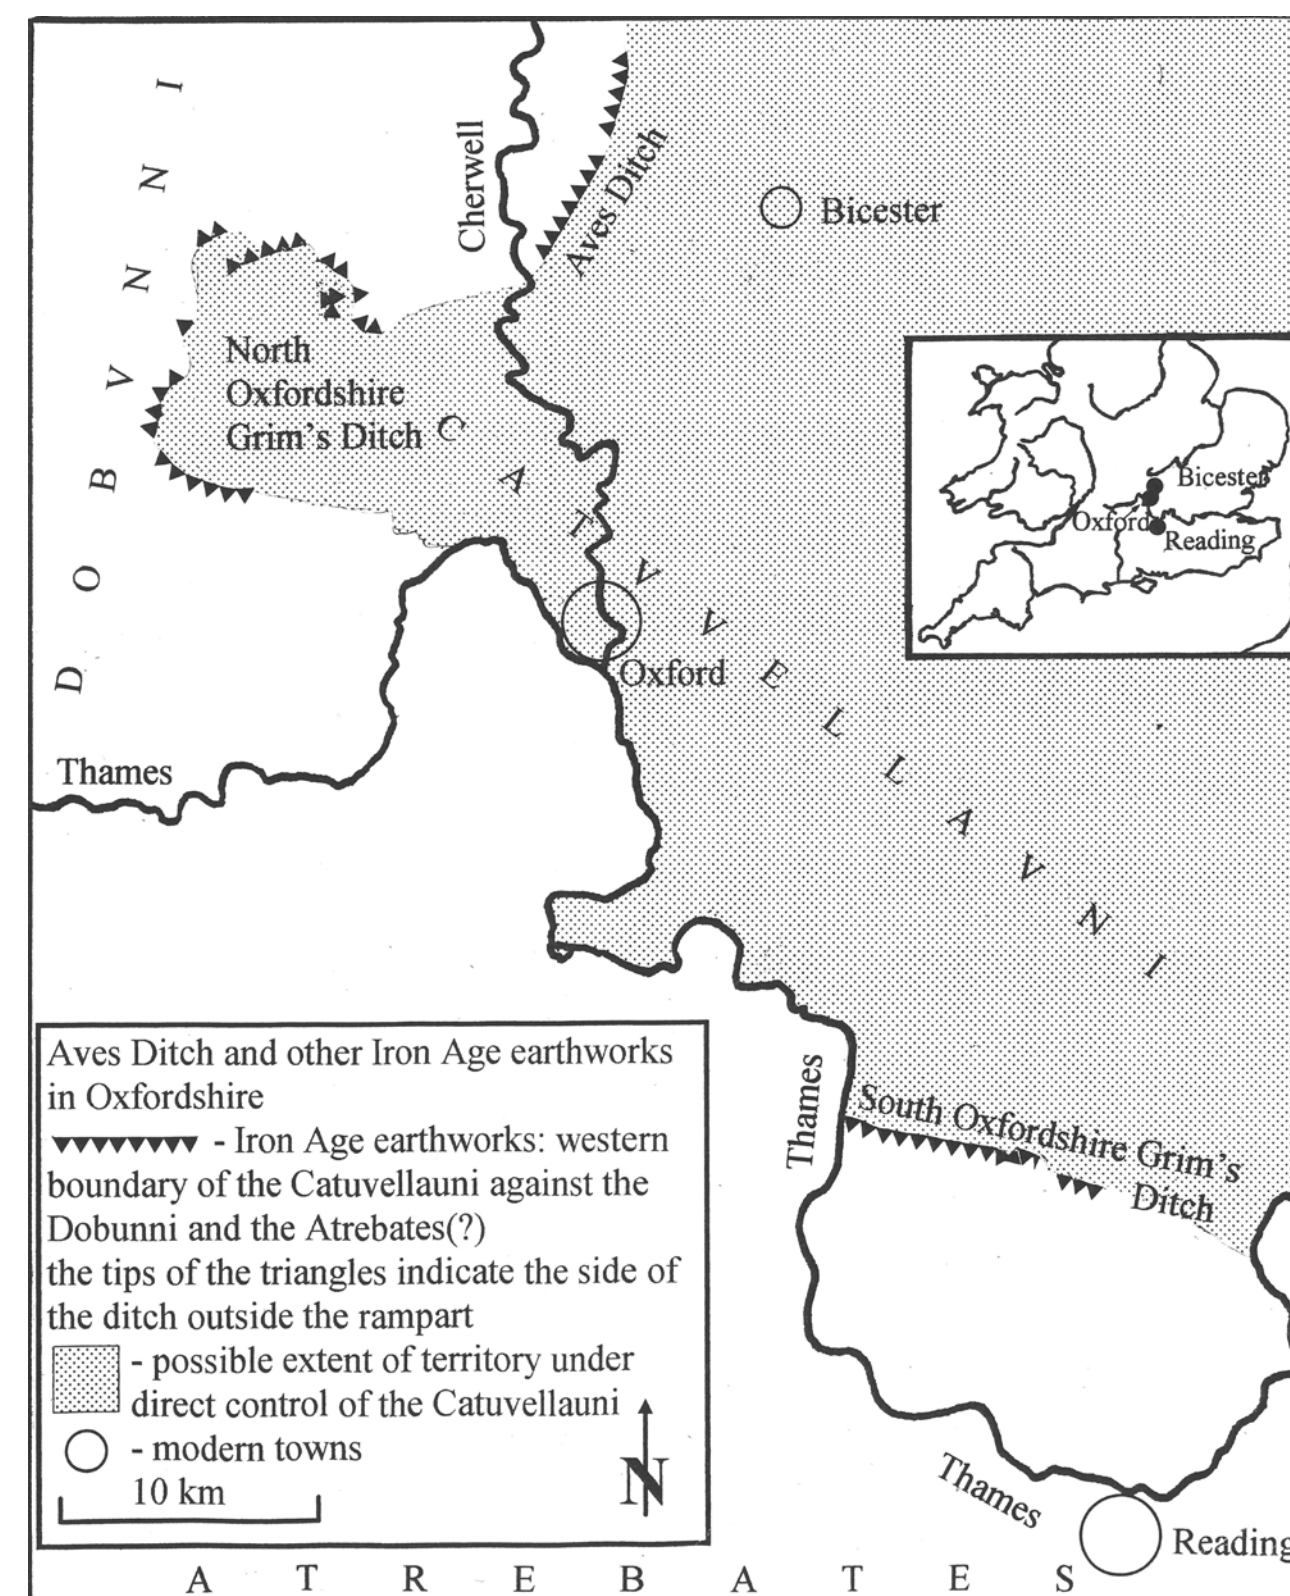 DOBVNNI
Cherwell
Aves Ditch
Bicester
North
Oxfordshire
Grim's Ditch
CATVVELLAVNI
Bicester
Oxford
Reading
Oxford
Thames
Thames
South Oxfordshire Grim's
Ditch
Aves Ditch and other Iron Age earthworks
in Oxfordshire
- Iron Age earthworks: western
boundary of the Catuvellauni against the
Dobunni and the Atrebates(?)
the tips of the triangles indicate the side of
the ditch outside the rampart
- possible extent of territory under
direct control of the Catuvellauni
- modern towns
10 km
N
Thames
Reading
ATREBATES